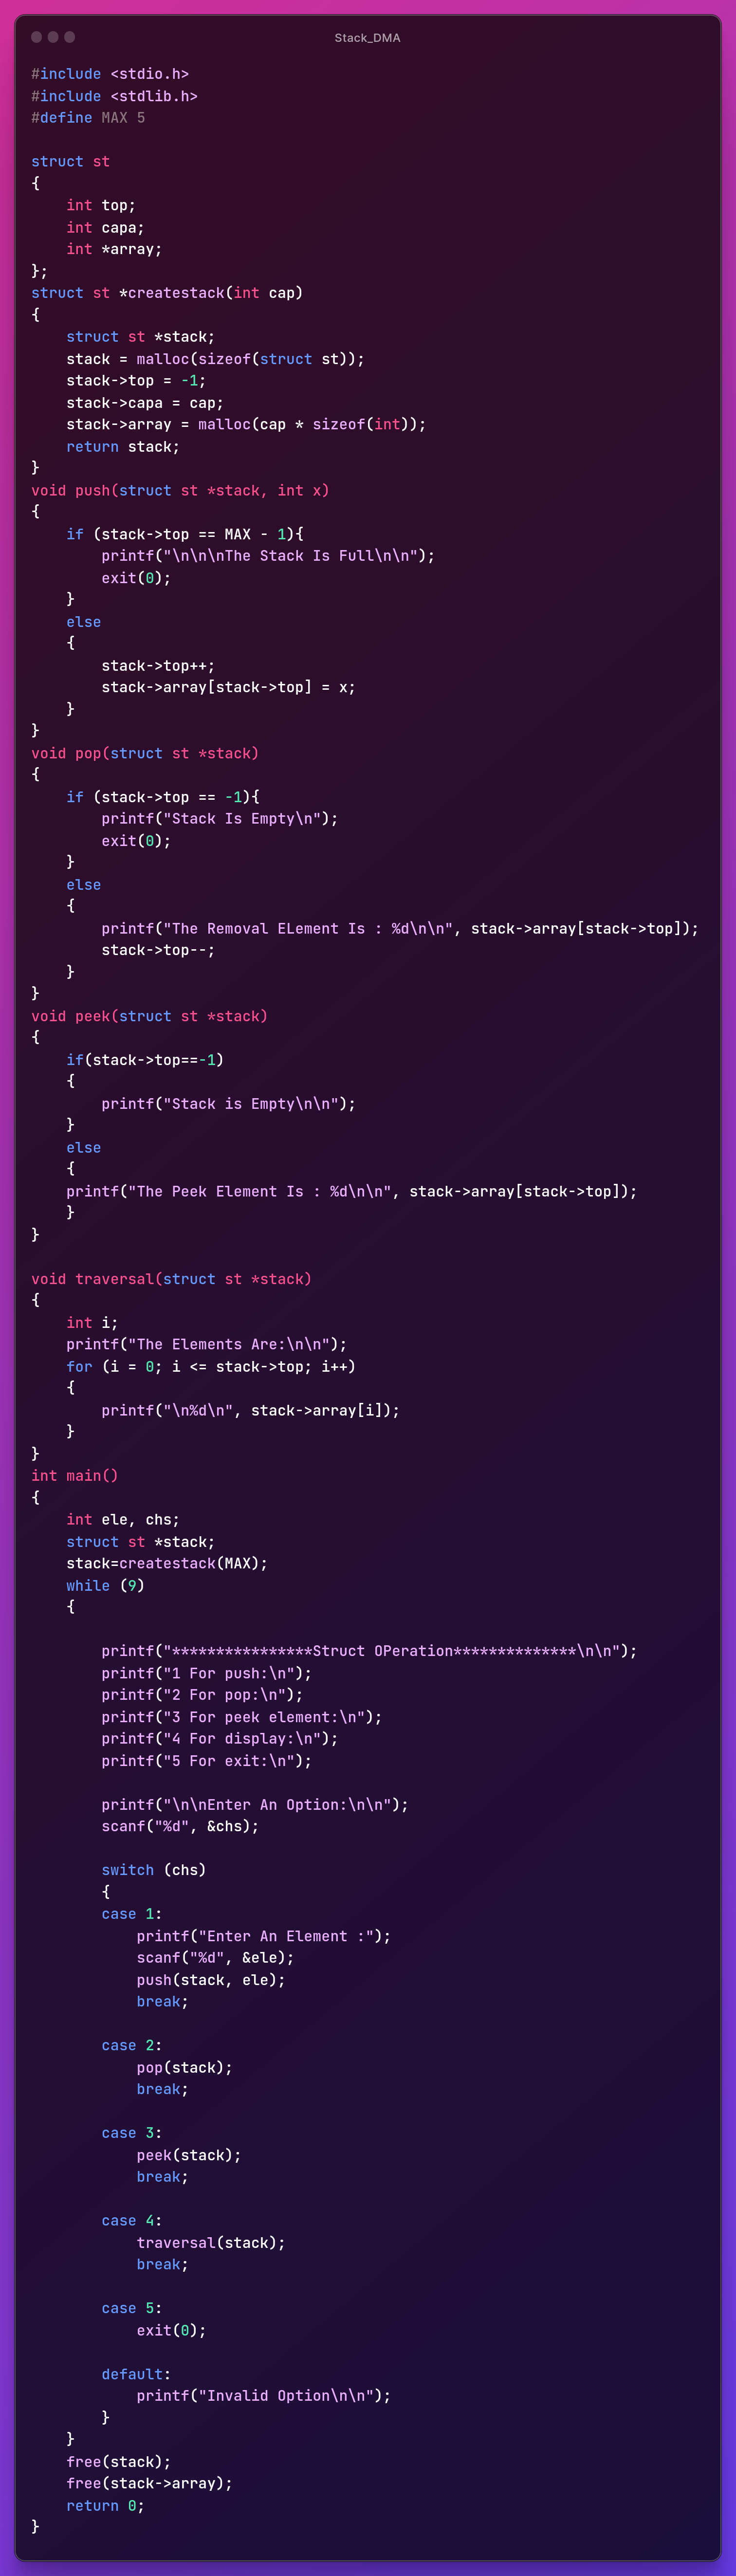 Stack_DMA
#include <stdio.h>
#include <stdlib.h>
#define MAX 5

struct st
{
    int top;
    int capa;
    int *array;
};
struct st *createstack(int cap)
{
    struct st *stack;
    stack = malloc(sizeof(struct st));
    stack->top = -1;
    stack->capa = cap;
    stack->array = malloc(cap * sizeof(int));
    return stack;
}
void push(struct st *stack, int x)
{
    if (stack->top == MAX - 1){
        printf("\n\n\nThe Stack Is Full\n\n");
        exit(0);
    }
    else
    {
        stack->top++;
        stack->array[stack->top] = x;
    }
}
void pop(struct st *stack)
{
    if (stack->top == -1){
        printf("Stack Is Empty\n");
        exit(0);
    }
    else
    {
        printf("The Removal ELement Is : %d\n\n", stack->array[stack->top]);
        stack->top--;
    }
}
void peek(struct st *stack)
{
    if(stack->top==-1)
    {
        printf("Stack is Empty\n\n");
    }
    else
    {
    printf("The Peek Element Is : %d\n\n", stack->array[stack->top]);
    }
}

void traversal(struct st *stack)
{
    int i;
    printf("The Elements Are:\n\n");
    for (i = 0; i <= stack->top; i++)
    {
        printf("\n%d\n", stack->array[i]);
    }
}
int main()
{
    int ele, chs;
    struct st *stack;
    stack=createstack(MAX);
    while (9)
    {

        printf("****************Struct OPeration**************\n\n");
        printf("1 For push:\n");
        printf("2 For pop:\n");
        printf("3 For peek element:\n");
        printf("4 For display:\n");
        printf("5 For exit:\n");

        printf("\n\nEnter An Option:\n\n");
        scanf("%d", &chs);

        switch (chs)
        {
        case 1:
            printf("Enter An Element :");
            scanf("%d", &ele);
            push(stack, ele);
            break;

        case 2:
            pop(stack);
            break;

        case 3:
            peek(stack);
            break;

        case 4:
            traversal(stack);
            break;

        case 5:
            exit(0);

        default:
            printf("Invalid Option\n\n");
        }
    }
    free(stack);
    free(stack->array);
    return 0;
}